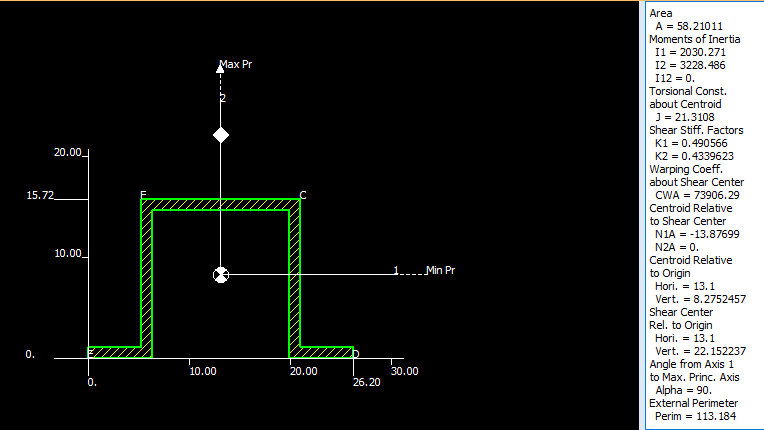 Max Pr
2
20.00
15.72
F
C
10.00
1
Min Pr
0.
E
D
0.
10.00
20.00
30.00
26.20
Area
A = 58.21011
Moments of Inertia
I1 = 2030.271
I2 = 3228.486
I12 = 0.
Torsional Const.
about Centroid
J = 21.3108
Shear Stiff. Factors
K1 = 0.490566
K2 = 0.4339623
Warping Coeff.
about Shear Center
CWA = 73906.29
Centroid Relative
to Shear Center
N1A = -13.87699
N2A = 0.
Centroid Relative
to Origin
Hori. = 13.1
Vert. = 8.2752457
Shear Center
Rel. to Origin
Hori. = 13.1
Vert. = 22.152237
Angle from Axis 1
to Max. Princ. Axis
Alpha = 90.
External Perimeter
Perim = 113.184